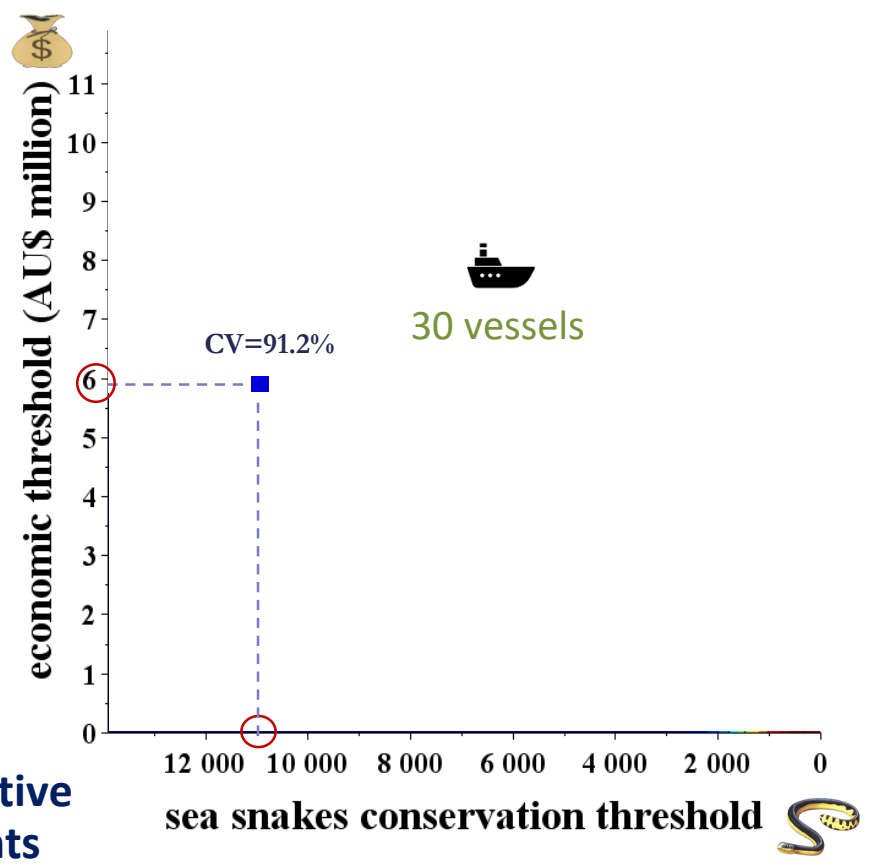 $
economic threshold (AU$ million)
11
10
9
8
7
6
5
4
3
2
1
0
30 vessels
CV=91.2%
12 000 10 000 8 000 6 000 4 000 2 000 0
sea snakes conservation threshold